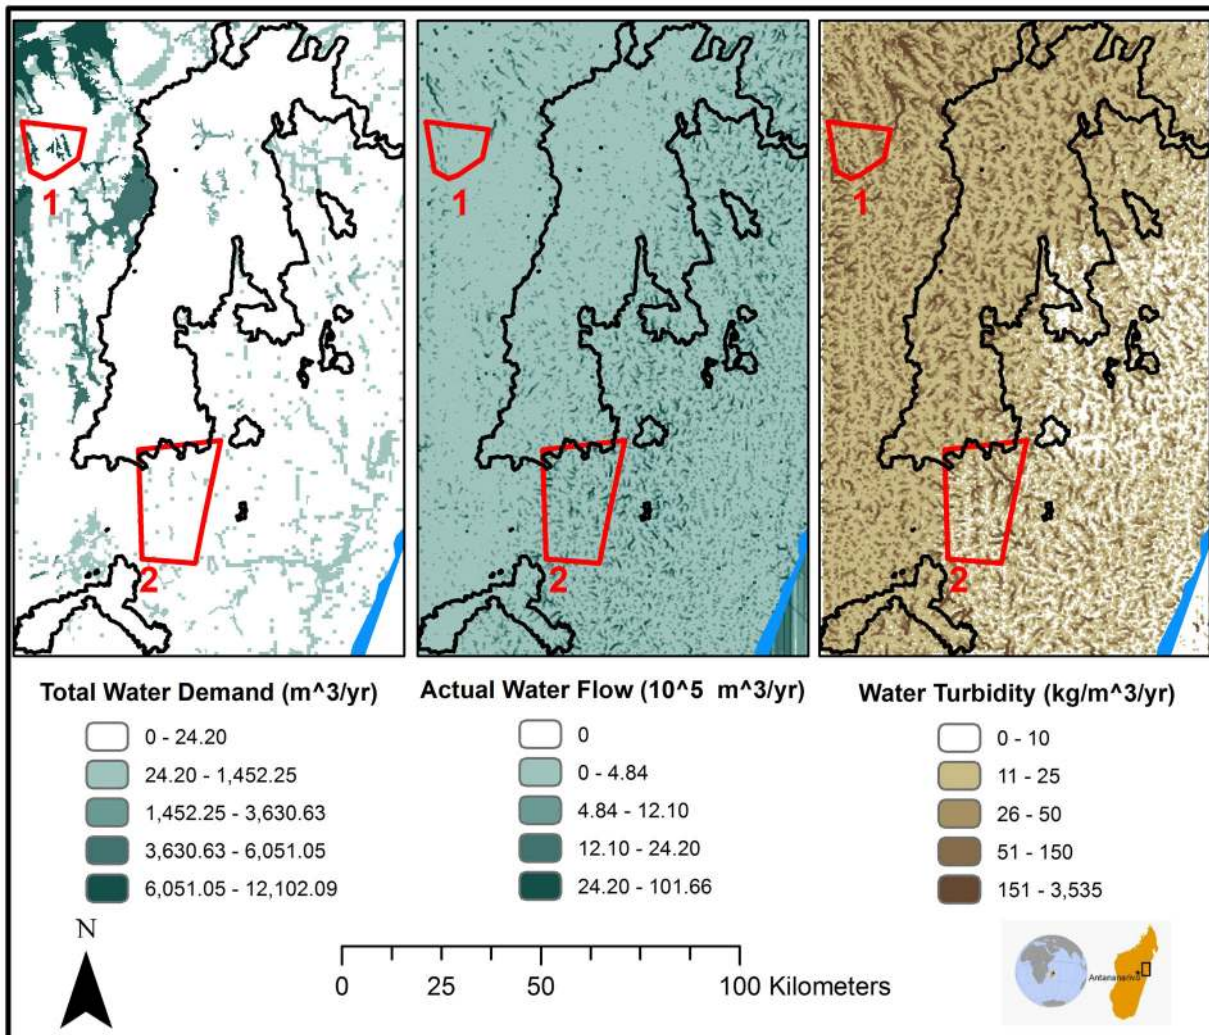 1
2
1
2
1
2
Total Water Demand (m^3/yr)
0 - 24.20
24.20 - 1,452.25
1,452.25 - 3,630.63
3,630.63 - 6,051.05
6,051.05 - 12,102.09
Actual Water Flow (10^5 m^3/yr)
0
0 - 4.84
4.84 - 12.10
12.10 - 24.20
24.20 - 101.66
Water Turbidity (kg/m^3/yr)
0 - 10
11 - 25
26 - 50
51 - 150
151 - 3,535
N
0 25 50 100 Kilometers
Antananarivo